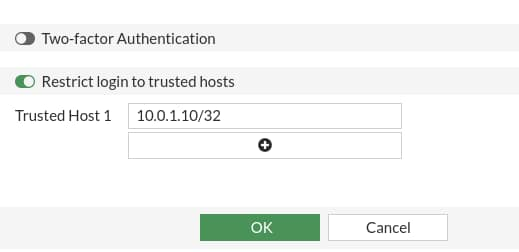 Two-factor Authentication
Restrict login to trusted hosts
Trusted Host 1 10.0.1.10/32
OK Cancel